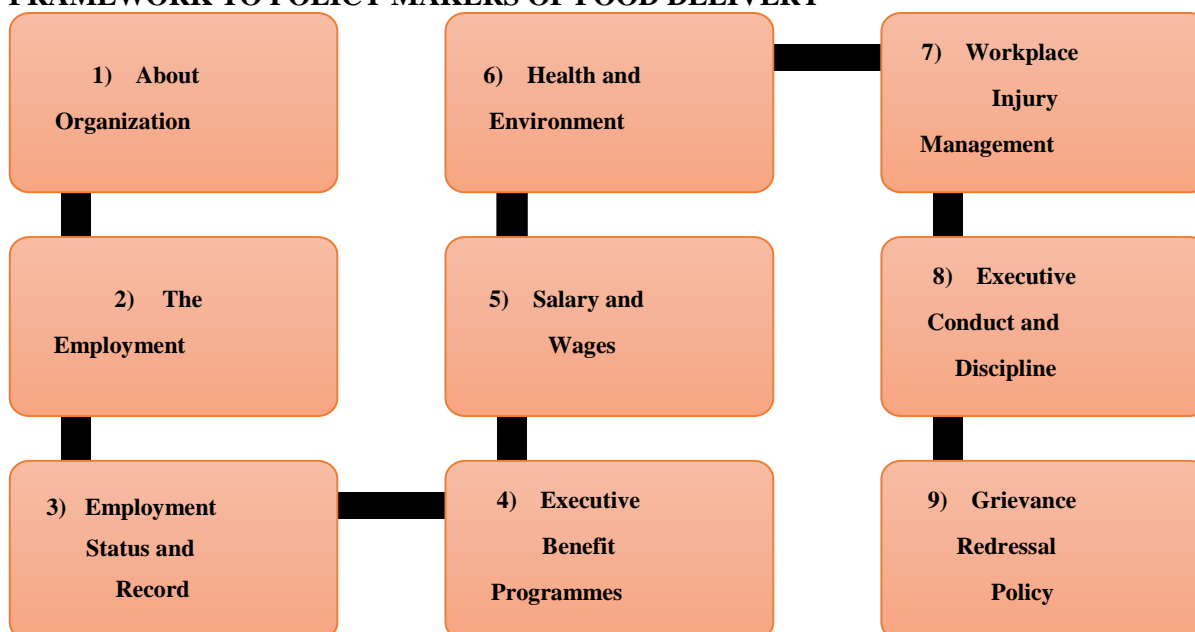 FRAMEWORK TO POLICY MAKERS OF FOOD DELIVERY
1) About
Organization
2) The
Employment
3) Employment
Status and
Record
4) Executive
Benefit
Programmes
5) Salary and
Wages
6) Health and
Environment
7) Workplace
Injury
Management
8) Executive
Conduct and
Discipline
9) Grievance
Redressal
Policy